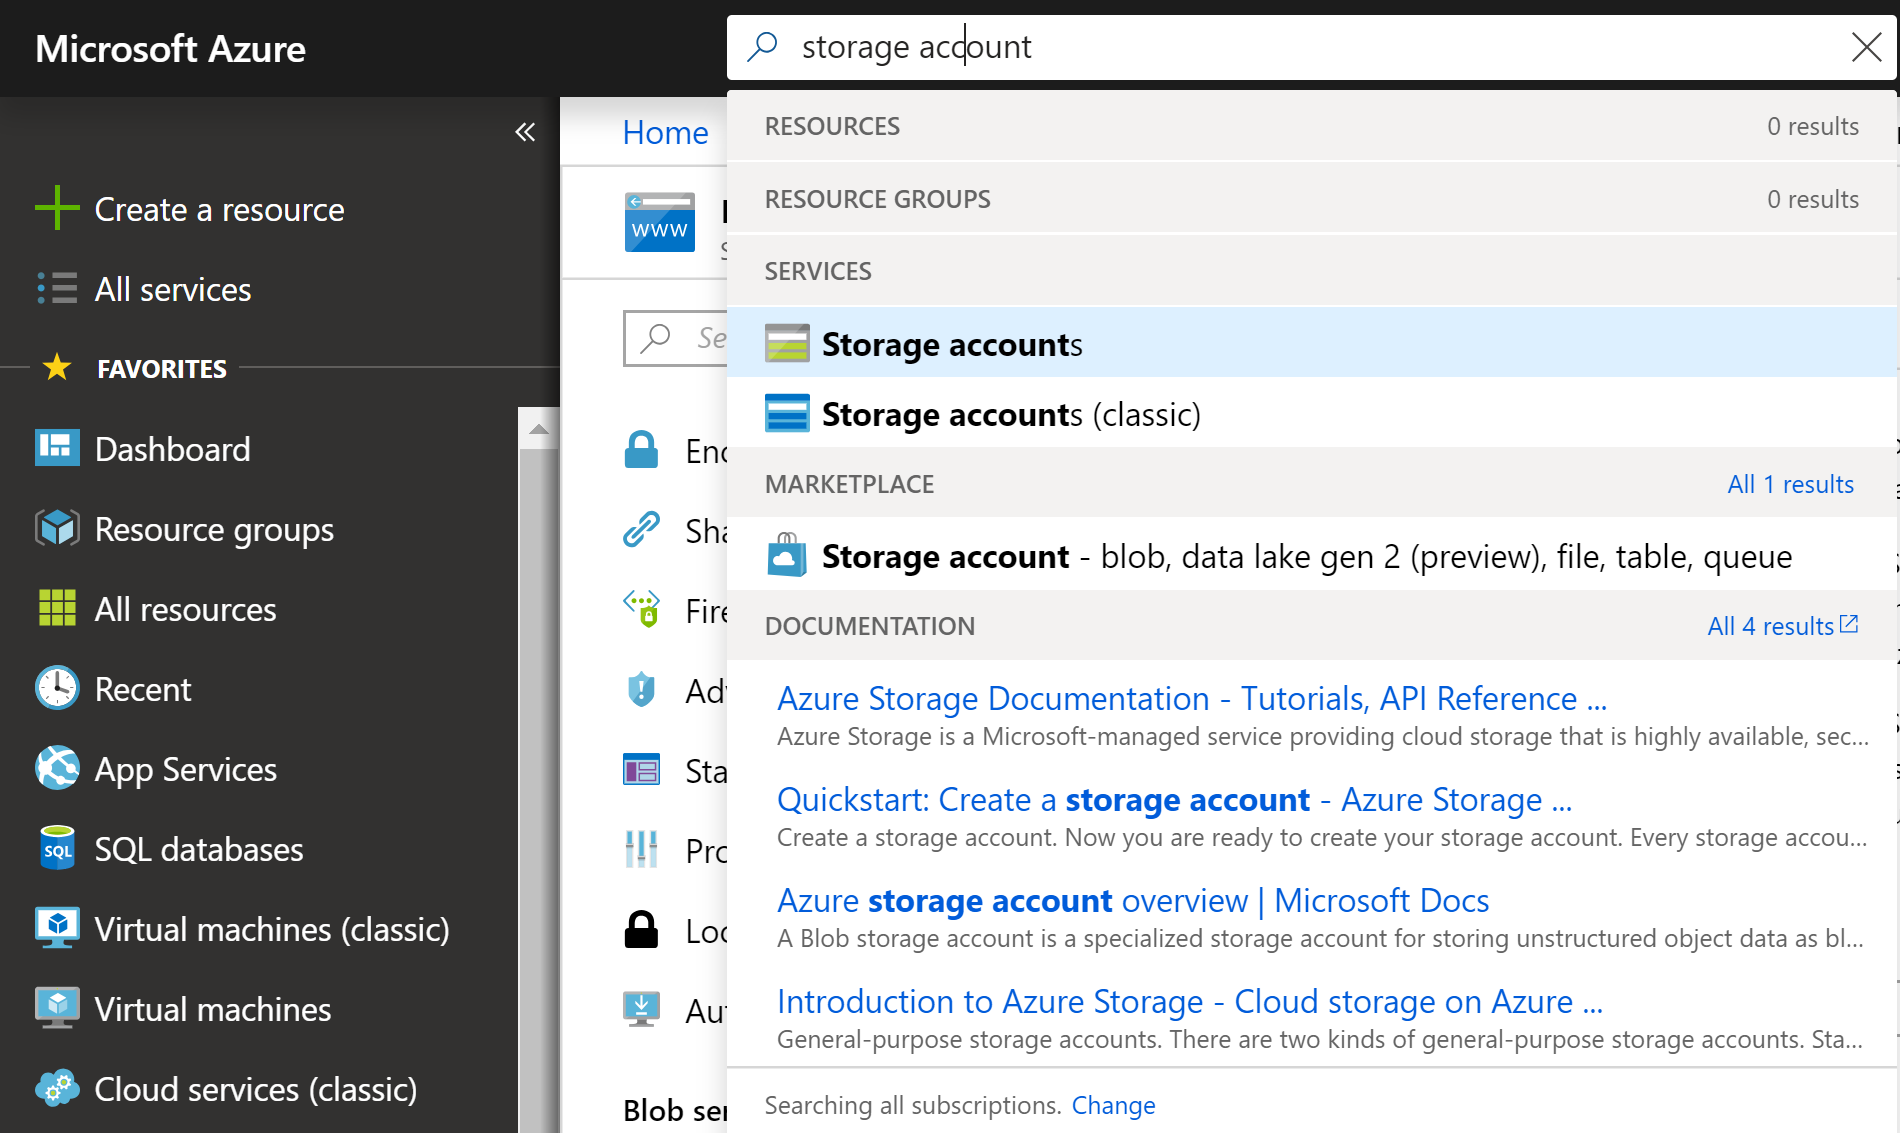 Microsoft Azure
storage account
Home
RESOURCES 0 results
RESOURCE GROUPS 0 results
SERVICES
Storage accounts
Storage accounts (classic)
MARKETPLACE All 1 results
Storage account - blob, data lake gen 2 (preview), file, table, queue
DOCUMENTATION All 4 results
Azure Storage Documentation - Tutorials, API Reference ...
Azure Storage is a Microsoft-managed service providing cloud storage that is highly available, sec...
Quickstart: Create a storage account - Azure Storage ...
Create a storage account. Now you are ready to create your storage account. Every storage accou...
Azure storage account overview | Microsoft Docs
A Blob storage account is a specialized storage account for storing unstructured object data as bl...
Introduction to Azure Storage - Cloud storage on Azure ...
General-purpose storage accounts. There are two kinds of general-purpose storage accounts. Sta...
Searching all subscriptions. Change
Create a resource
All services
FAVORITES
Dashboard
Resource groups
All resources
Recent
App Services
SQL
SQL databases
Virtual machines (classic)
Virtual machines
Cloud services (classic)
www
Se
Enc
Sha
Fire
Adv
Sta
Pro
Loc
Aut
Blob ser